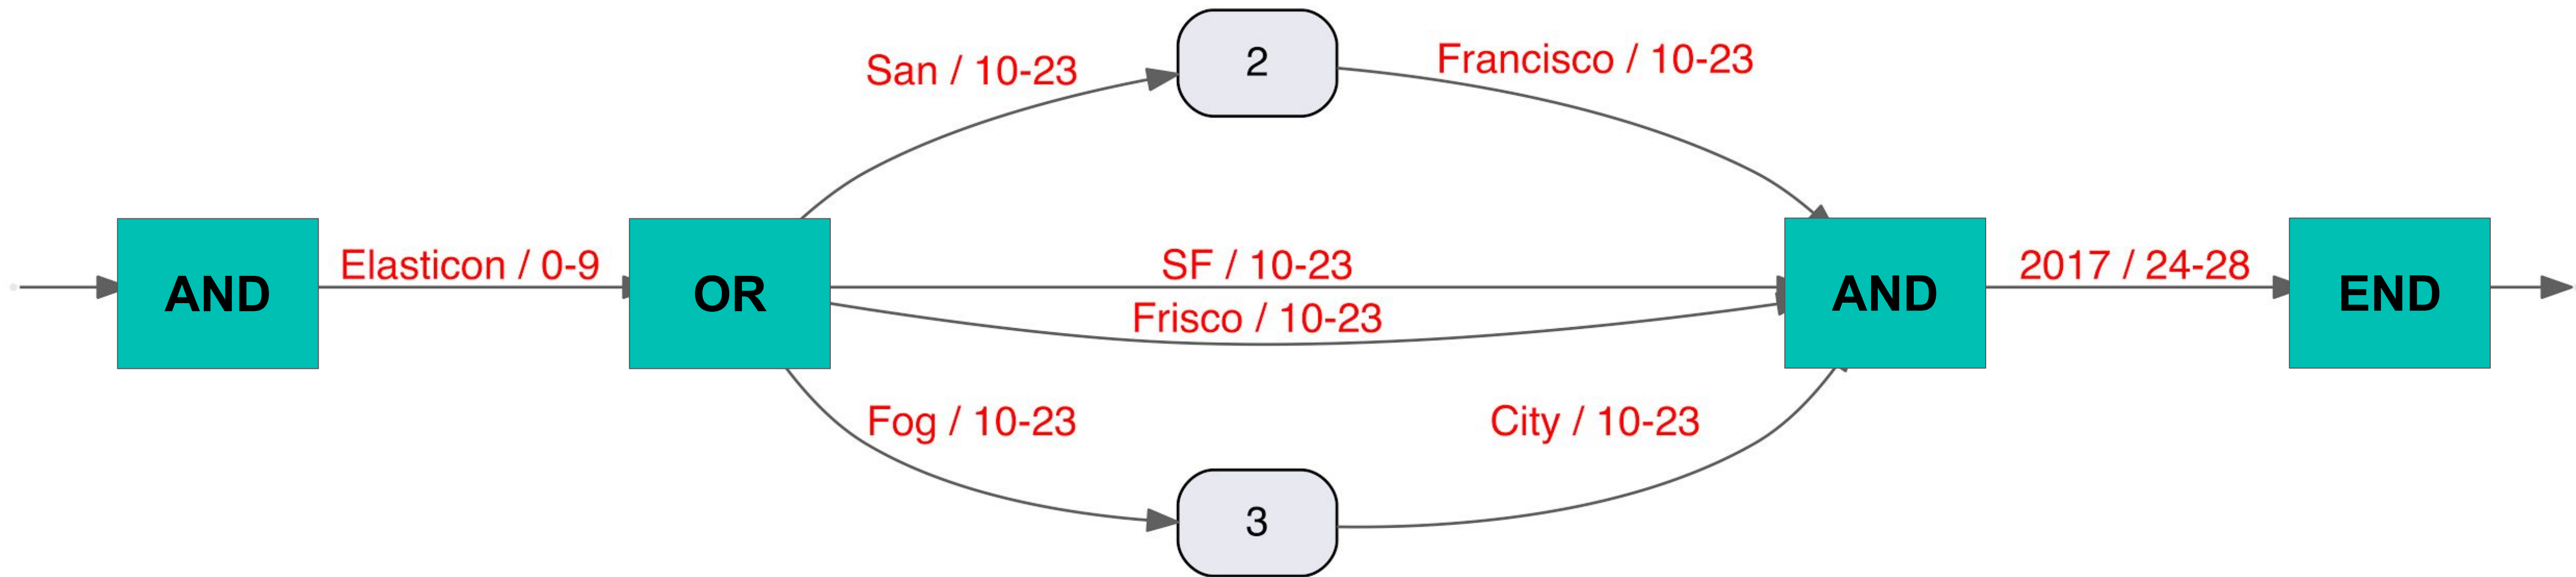 2
San / 10-23
Francisco / 10-23
AND
Elasticon / 0-9
OR
SF / 10-23
Frisco / 10-23
AND
2017 / 24-28
END
Fog / 10-23
City / 10-23
3